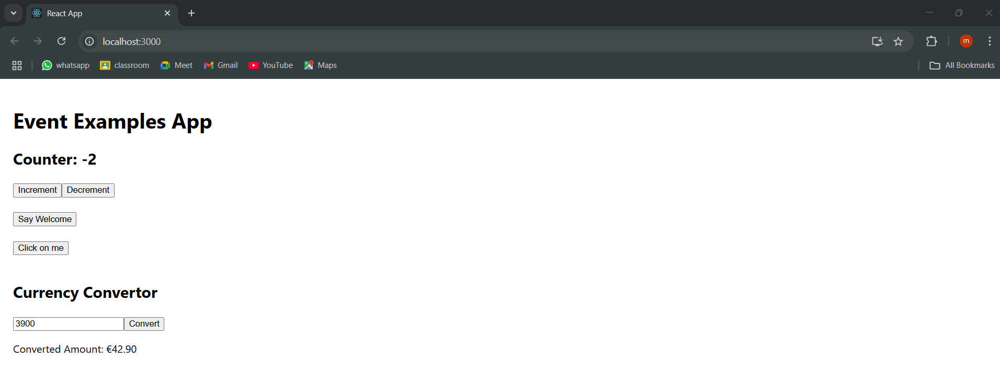 React App
localhost:3000
m
whatsapp classroom Meet Gmail YouTube Maps All Bookmarks
Event Examples App
Counter: -2
Increment Decrement
Say Welcome
Click on me
Currency Convertor
3900 Convert
Converted Amount: €42.90